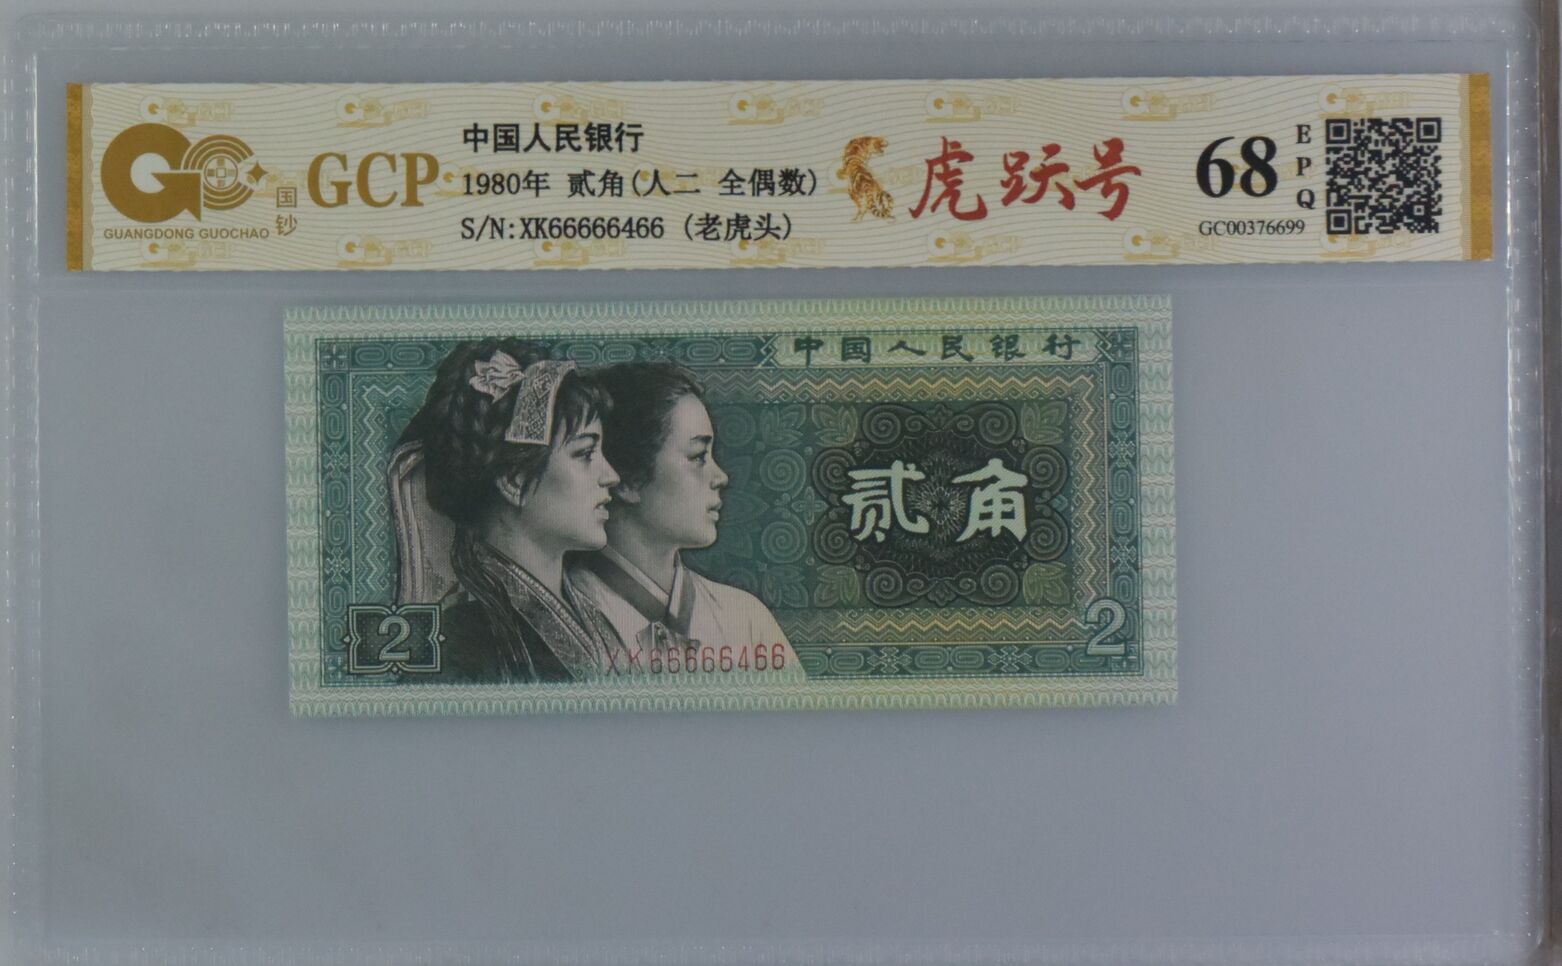 GCP
国钞
GUANGDONG GUOCHAO
中国人民银行
1980年 贰角(人二 全偶数)
S/N:XK66666466 (老虎头)
虎跃号
68
EPQ
GC00376699
中国人民银行
贰角
2
2
XK66666466